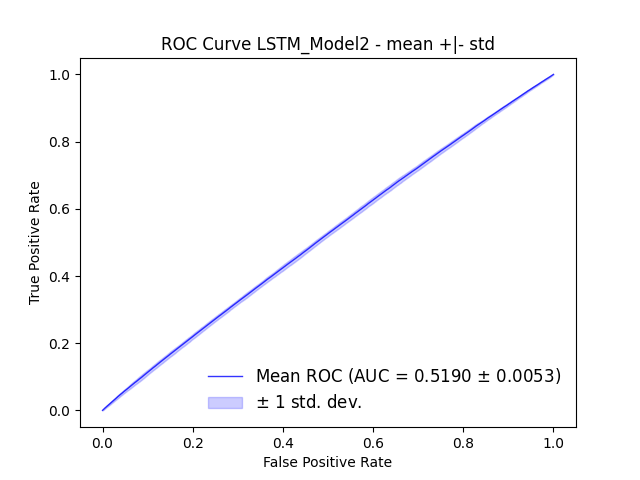 ROC Curve LSTM_Model2 - mean +|- std
True Positive Rate
1.0
0.8
0.6
0.4
0.2
0.0
Mean ROC (AUC = 0.5190 ± 0.0053)
± 1 std. dev.
0.0 0.2 0.4 0.6 0.8 1.0
False Positive Rate